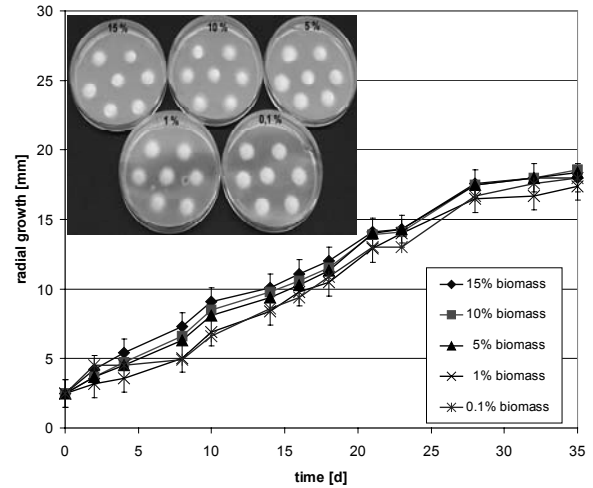 30
25
20
15
10
5
0
radial growth [mm]
15 %
10 %
5 %
1 %
0,1 %
15% biomass
10% biomass
5% biomass
1% biomass
0.1% biomass
0 5 10 15 20 25 30 35
time [d]